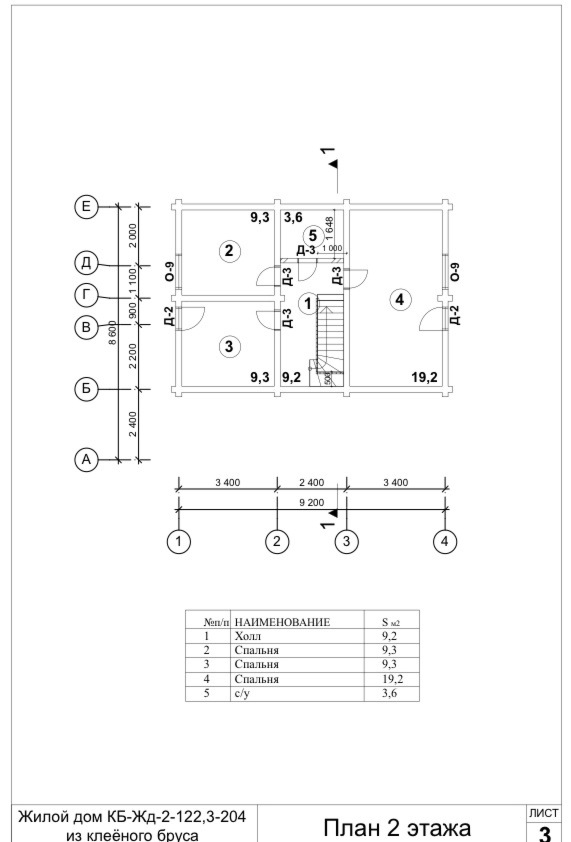 1
Е
Д
Г
В
Б
А
2 000
1 100
900
2 200
2 400
8 600
9,3
3,6
2
5
1 648
О-9
Д-3
1 000
О-9
Д-3
Д-3
1
4
Д-2
Д-3
Д-2
3
9,3
9,2
500
19,2
3 400
2 400
3 400
9 200
1
1
2
3
4
№п/п НАИМЕНОВАНИЕ S м2
1 Холл 9,2
2 Спальня 9,3
3 Спальня 9,3
4 Спальня 19,2
5 с/у 3,6
Жилой дом КБ-Жд-2-122,3-204
из клеёного бруса
План 2 этажа
ЛИСТ
3